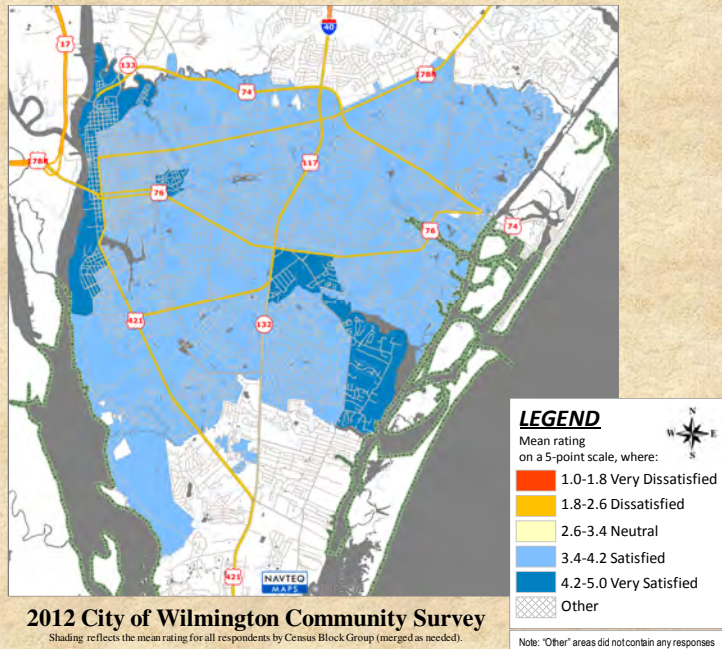 17
133
40
74
17BR
117
17BR
76
76
74
421
132
421
NAVTEQ
MAPS
LEGEND
Mean rating
on a 5-point scale, where:
N
W E
S
1.0-1.8 Very Dissatisfied
1.8-2.6 Dissatisfied
2.6-3.4 Neutral
3.4-4.2 Satisfied
4.2-5.0 Very Satisfied
Other
2012 City of Wilmington Community Survey
Shading reflects the mean rating for all respondents by Census Block Group (merged as needed).
Note: "Other" areas did not contain any responses